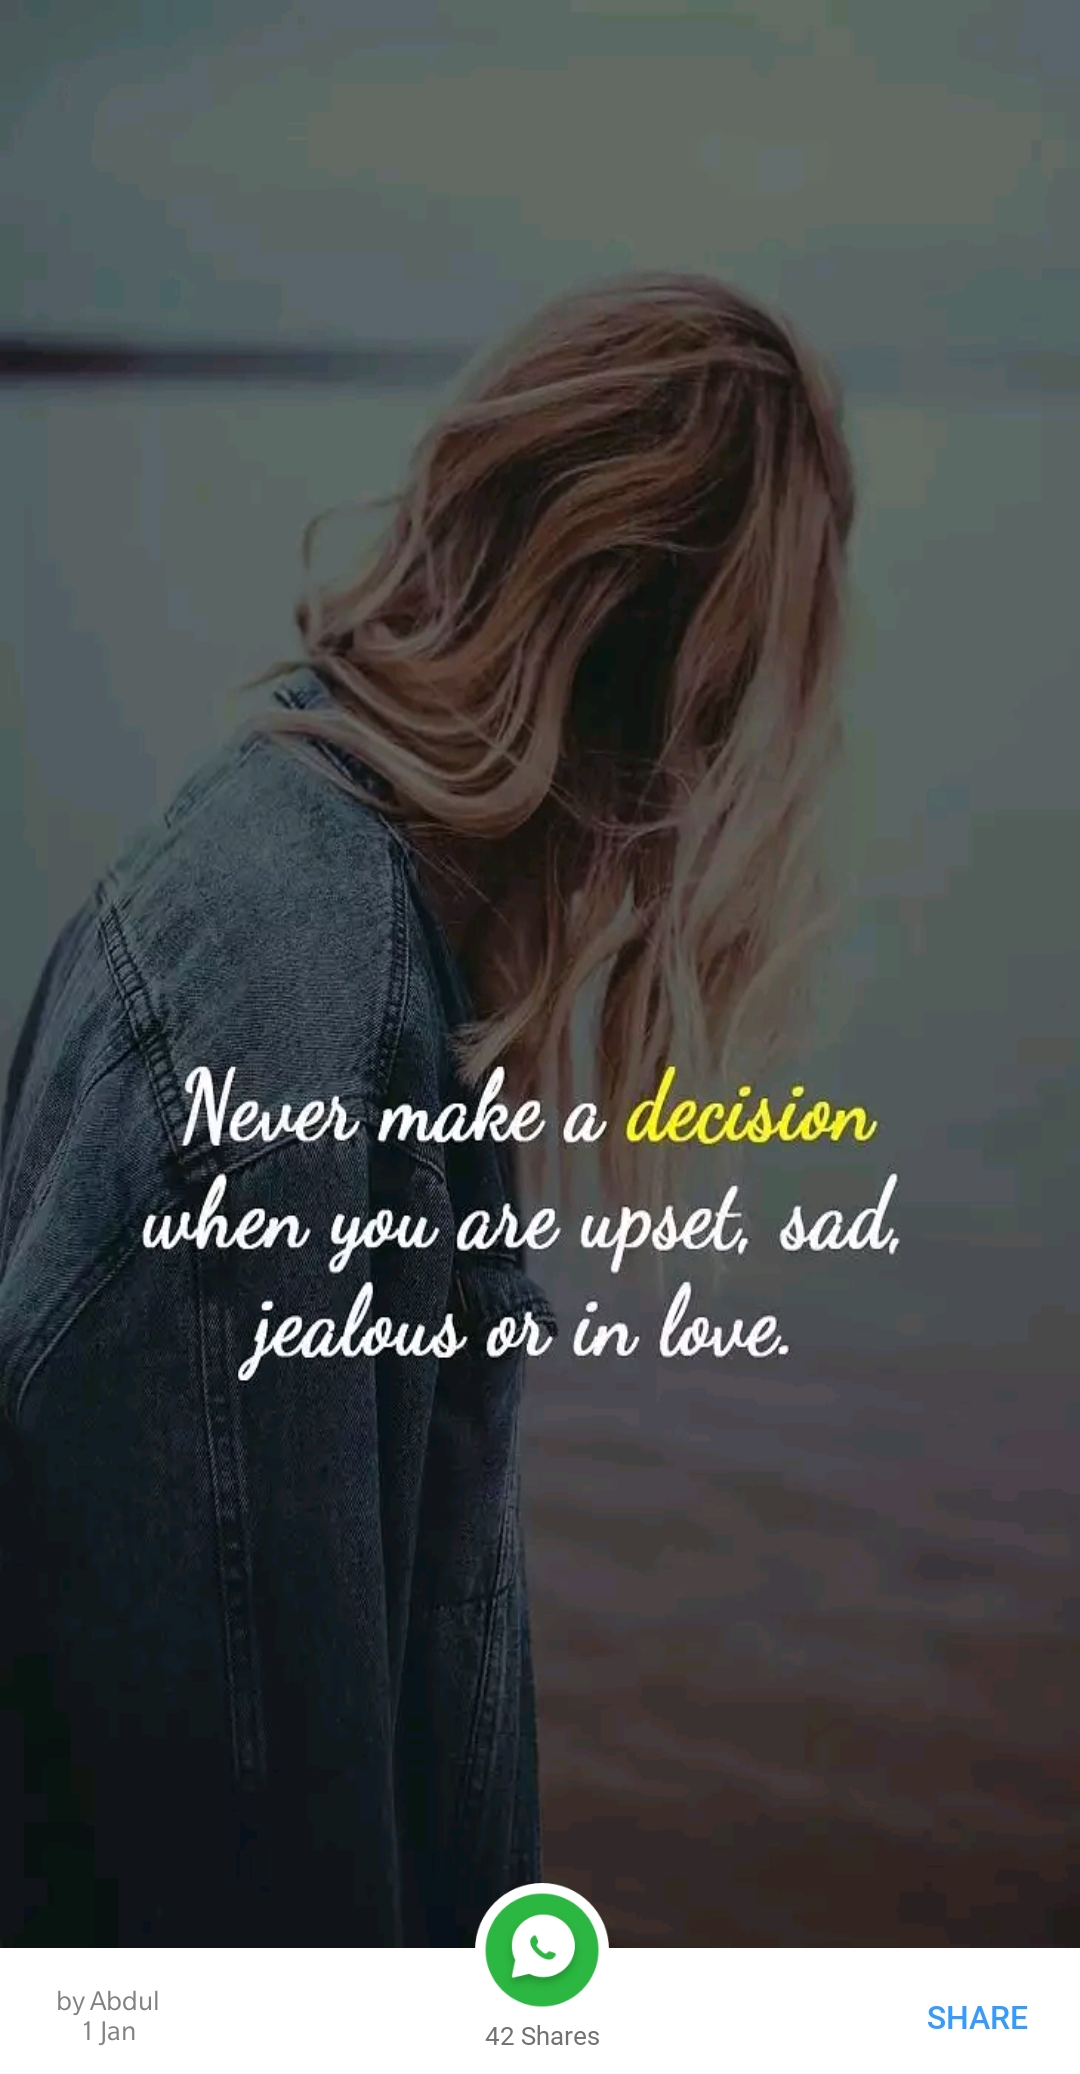 Never make a decision
when you are upset, sad,
jealous or in love.
by Abdul
1 Jan
42 Shares
SHARE